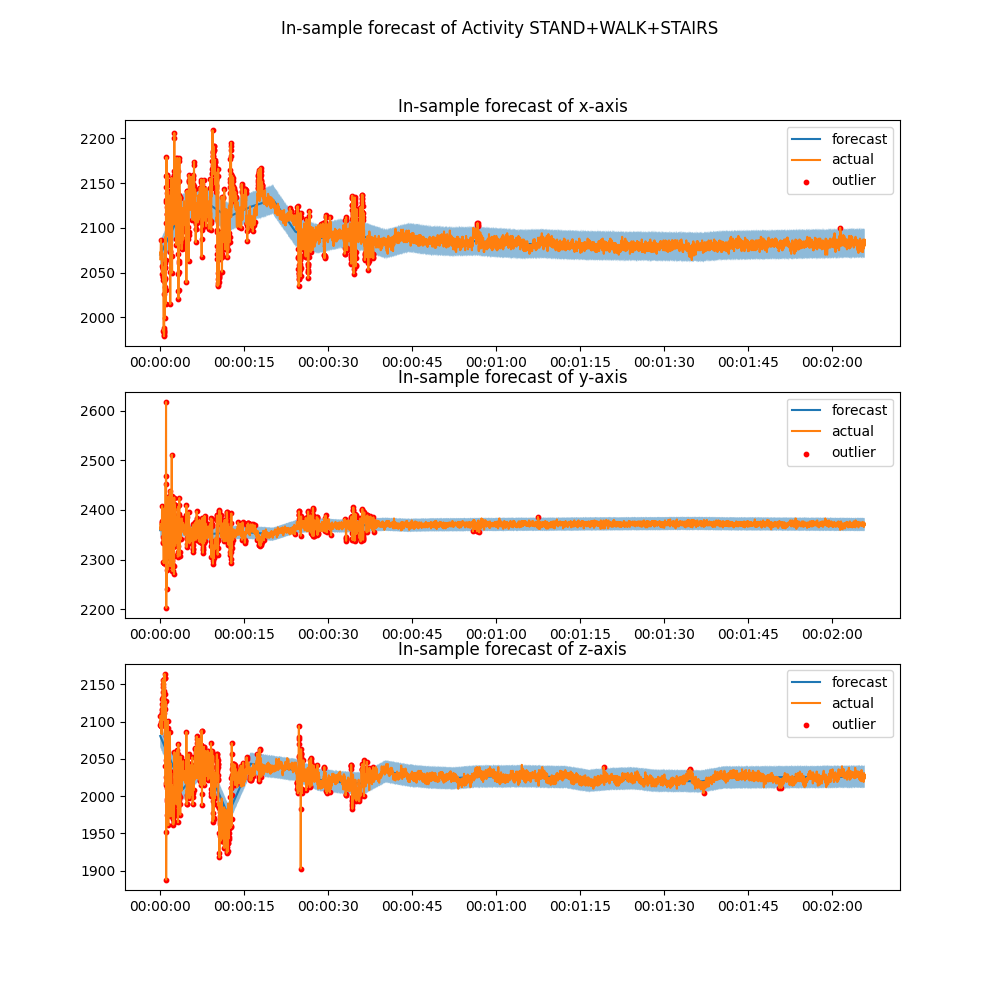 In-sample forecast of Activity STAND+WALK+STAIRS
In-sample forecast of x-axis
2200
2150
2100
2050
2000
forecast
actual
outlier
00:00:00 00:00:15 00:00:30 00:00:45 00:01:00 00:01:15 00:01:30 00:01:45 00:02:00
In-sample forecast of y-axis
2600
2500
2400
2300
2200
forecast
actual
outlier
00:00:00 00:00:15 00:00:30 00:00:45 00:01:00 00:01:15 00:01:30 00:01:45 00:02:00
In-sample forecast of z-axis
2150
2100
2050
2000
1950
1900
forecast
actual
outlier
00:00:00 00:00:15 00:00:30 00:00:45 00:01:00 00:01:15 00:01:30 00:01:45 00:02:00